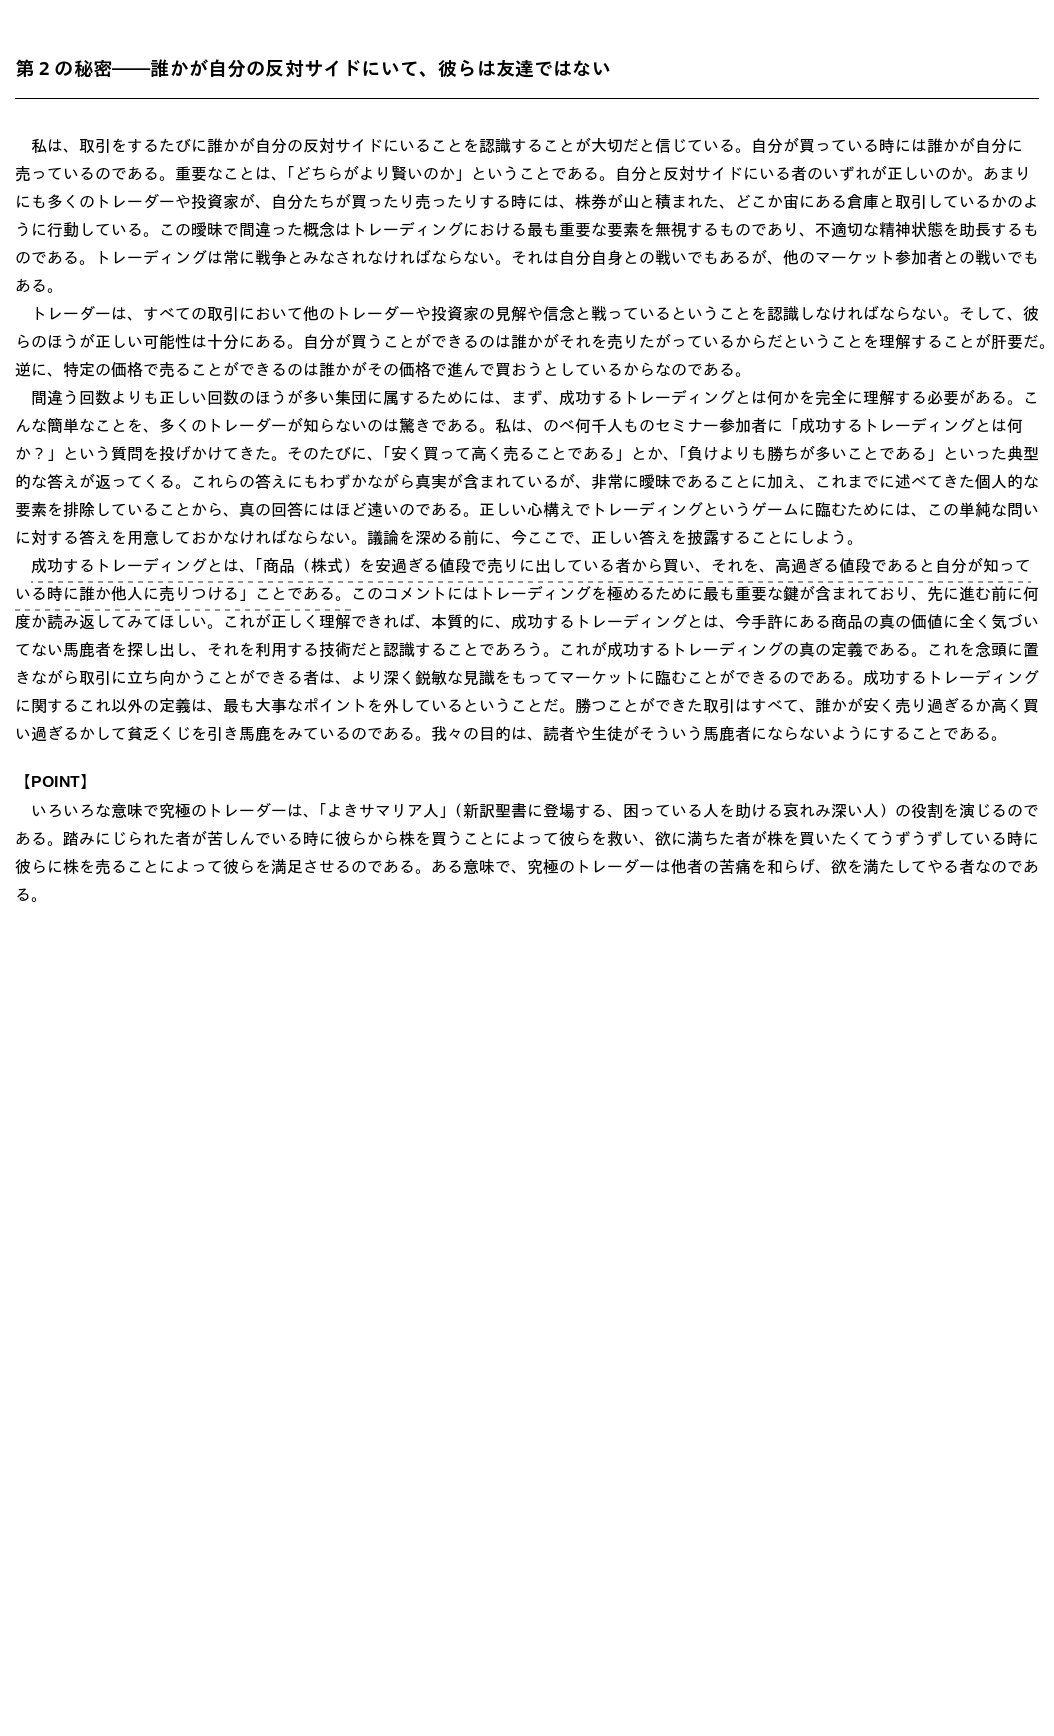 第２の秘密――誰かが自分の反対サイドにいて、彼らは友達ではない
　私は、取引をするたびに誰かが自分の反対サイドにいることを認識することが大切だと信じている。自分が買っている時には誰かが自分に
売っているのである。重要なことは、「どちらがより賢いのか」ということである。自分と反対サイドにいる者のいずれが正しいのか。あまり
にも多くのトレーダーや投資家が、自分たちが買ったり売ったりする時には、株券が山と積まれた、どこか宙にある倉庫と取引しているかのよ
うに行動している。この曖昧で間違った概念はトレーディングにおける最も重要な要素を無視するものであり、不適切な精神状態を助長するも
のである。トレーディングは常に戦争とみなされなければならない。それは自分自身との戦いでもあるが、他のマーケット参加者との戦いでも
ある。
　トレーダーは、すべての取引において他のトレーダーや投資家の見解や信念と戦っているということを認識しなければならない。そして、彼
らのほうが正しい可能性は十分にある。自分が買うことができるのは誰かがそれを売りたがっているからだということを理解することが肝要だ。
逆に、特定の価格で売ることができるのは誰かがその価格で進んで買おうとしているからなのである。
　間違う回数よりも正しい回数のほうが多い集団に属するためには、まず、成功するトレーディングとは何かを完全に理解する必要がある。こ
んな簡単なことを、多くのトレーダーが知らないのは驚きである。私は、のべ何千人ものセミナー参加者に「成功するトレーディングとは何
か？」という質問を投げかけてきた。そのたびに、「安く買って高く売ることである」とか、「負けよりも勝ちが多いことである」といった典型
的な答えが返ってくる。これらの答えにもわずかながら真実が含まれているが、非常に曖昧であることに加え、これまでに述べてきた個人的な
要素を排除していることから、真の回答にはほど遠いのである。正しい心構えでトレーディングというゲームに臨むためには、この単純な問い
に対する答えを用意しておかなければならない。議論を深める前に、今ここで、正しい答えを披露することにしよう。
　成功するトレーディングとは、「商品（株式）を安過ぎる値段で売りに出している者から買い、それを、高過ぎる値段であると自分が知って
いる時に誰か他人に売りつける」ことである。このコメントにはトレーディングを極めるために最も重要な鍵が含まれており、先に進む前に何
度か読み返してみてほしい。これが正しく理解できれば、本質的に、成功するトレーディングとは、今手許にある商品の真の価値に全く気づい
てない馬鹿者を探し出し、それを利用する技術だと認識することであろう。これが成功するトレーディングの真の定義である。これを念頭に置
きながら取引に立ち向かうことができる者は、より深く鋭敏な見識をもってマーケットに臨むことができるのである。成功するトレーディング
に関するこれ以外の定義は、最も大事なポイントを外しているということだ。勝つことができた取引はすべて、誰かが安く売り過ぎるか高く買
い過ぎるかして貧乏くじを引き馬鹿をみているのである。我々の目的は、読者や生徒がそういう馬鹿者にならないようにすることである。
【POINT】
　いろいろな意味で究極のトレーダーは、「よきサマリア人」（新訳聖書に登場する、困っている人を助ける哀れみ深い人）の役割を演じるので
ある。踏みにじられた者が苦しんでいる時に彼らから株を買うことによって彼らを救い、欲に満ちた者が株を買いたくてうずうずしている時に
彼らに株を売ることによって彼らを満足させるのである。ある意味で、究極のトレーダーは他者の苦痛を和らげ、欲を満たしてやる者なのであ
る。